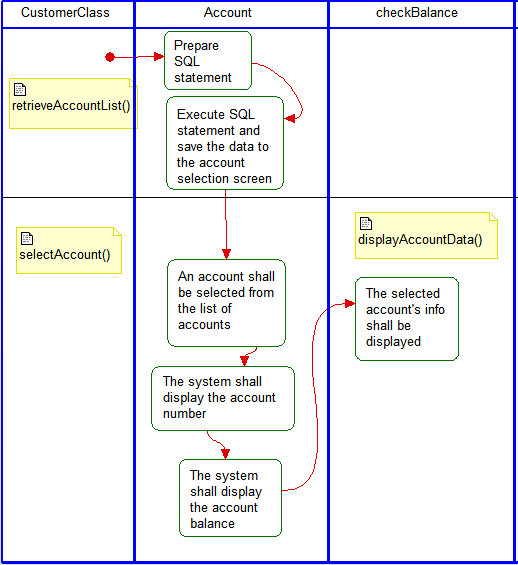 CustomerClass
Account
checkBalance
Prepare
SQL
statement
retrieveAccountList()
Execute SQL
statement and
save the data to
the account
selection screen
selectAccount()
displayAccountData()
An account shall
be selected from
the list of
accounts
The selected
account's info
shall be
displayed
The system shall
display the account
number
The system
shall display
the account
balance